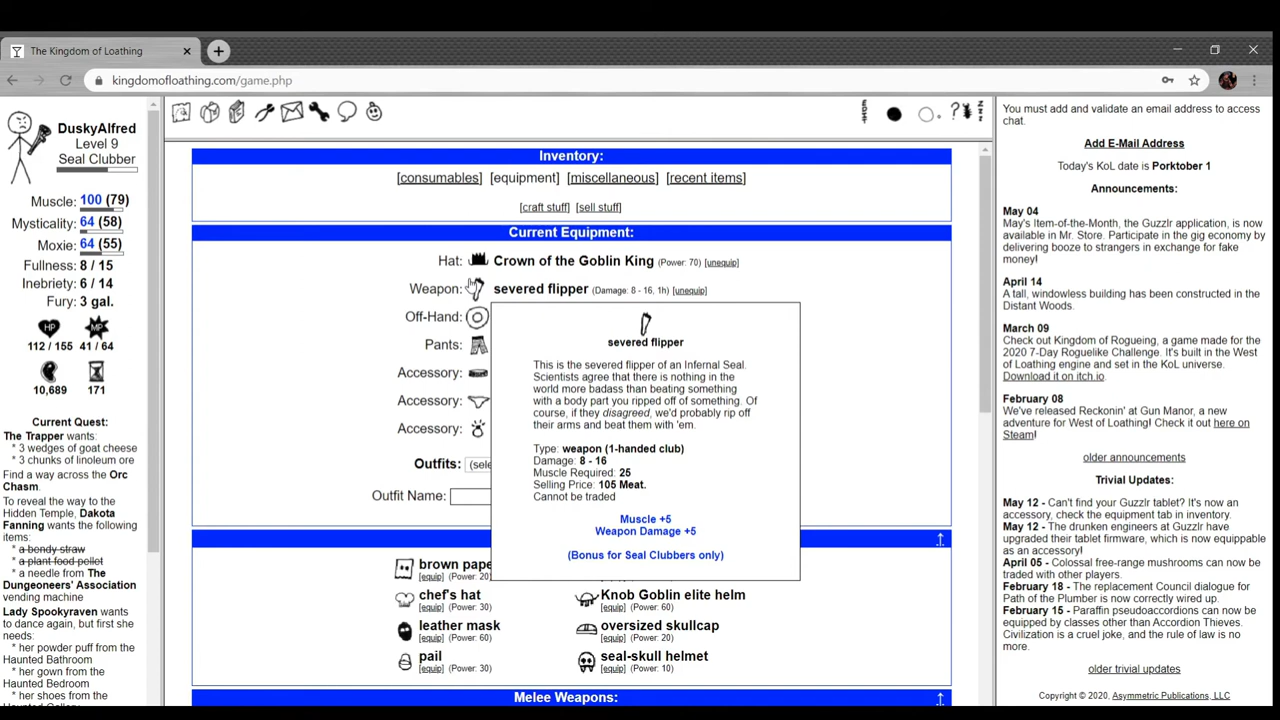 The Kingdom of Loathing
kingdomofloathing.com/game.php
DuskyAlfred
Level 9
Seal Clubber
Muscle: 100 (79)
Mysticality: 64 (58)
Moxie: 64 (55)
Fullness: 8 / 15
Inebriety: 6 / 14
Fury: 3 gal.
HP MP
112 / 155 41 / 64
10,689 171
Current Quest:
The Trapper wants:
* 3 wedges of goat cheese
* 3 chunks of linoleum ore
Find a way across the Orc
Chasm.
To reveal the way to the
Hidden Temple, Dakota
Fanning wants the following
items:
a bendy straw
a plant food pellet
* a needle from The
Dungeoneers' Association
vending machine
Lady Spookyraven wants
to dance again, but first she
needs:
* her powder puff from the
Haunted Bathroom
* her gown from the
Haunted Bedroom
* her shoes from the
Inventory:
[consumables] [equipment] [miscellaneous] [recent items]
[craft stuff] [sell stuff]
Current Equipment:
Hat: Crown of the Goblin King (Power: 70) [unequip]
Weapon: severed flipper (Damage: 8 - 16, 1h) [unequip]
Off-Hand:
Pants:
Accessory:
Accessory:
Accessory:
Outfits: (sele
Outfit Name:
severed flipper
This is the severed flipper of an Infernal Seal.
Scientists agree that there is nothing in the
world more badass than beating something
with a body part you ripped off of something. Of
course, if they disagreed, we'd probably rip off
their arms and beat them with 'em.
Type: weapon (1-handed club)
Damage: 8 - 16
Muscle Required: 25
Selling Price: 105 Meat.
Cannot be traded
Muscle +5
Weapon Damage +5
(Bonus for Seal Clubbers only)
brown pape
[equip] (Power: 20)
chef's hat
[equip] (Power: 30)
Knob Goblin elite helm
[equip] (Power: 60)
leather mask
[equip] (Power: 60)
oversized skullcap
[equip] (Power: 20)
pail
[equip] (Power: 30)
seal-skull helmet
[equip] (Power: 10)
Melee Weapons:
You must add and validate an email address to access
chat.
Add E-Mail Address
Today's KoL date is Porktober 1
Announcements:
May 04
May's Item-of-the-Month, the Guzzlr application, is now
available in Mr. Store. Participate in the gig economy by
delivering booze to strangers in exchange for fake
money!
April 14
A tall, windowless building has been constructed in the
Distant Woods.
March 09
Check out Kingdom of Rogueing, a game made for the
2020 7-Day Roguelike Challenge. It's built in the West
of Loathing engine and set in the KoL universe.
Download it on itch.io.
February 08
We've released Reckonin' at Gun Manor, a new
adventure for West of Loathing! Check it out here on
Steam!
older announcements
Trivial Updates:
May 12 - Can't find your Guzzlr tablet? It's now an
accessory, check the equipment tab in inventory.
May 12 - The drunken engineers at Guzzlr have
upgraded their tablet firmware, which is now equippable
as an accessory!
April 05 - Colossal free-range mushrooms can now be
traded with other players.
February 18 - The replacement Council dialogue for
Path of the Plumber is now correctly wired up.
February 15 - Paraffin pseudoaccordions can now be
equipped by classes other than Accordion Thieves.
Civilization is a cruel joke, and the rule of law is no
more.
older trivial updates
Copyright © 2020, Asymmetric Publications, LLC